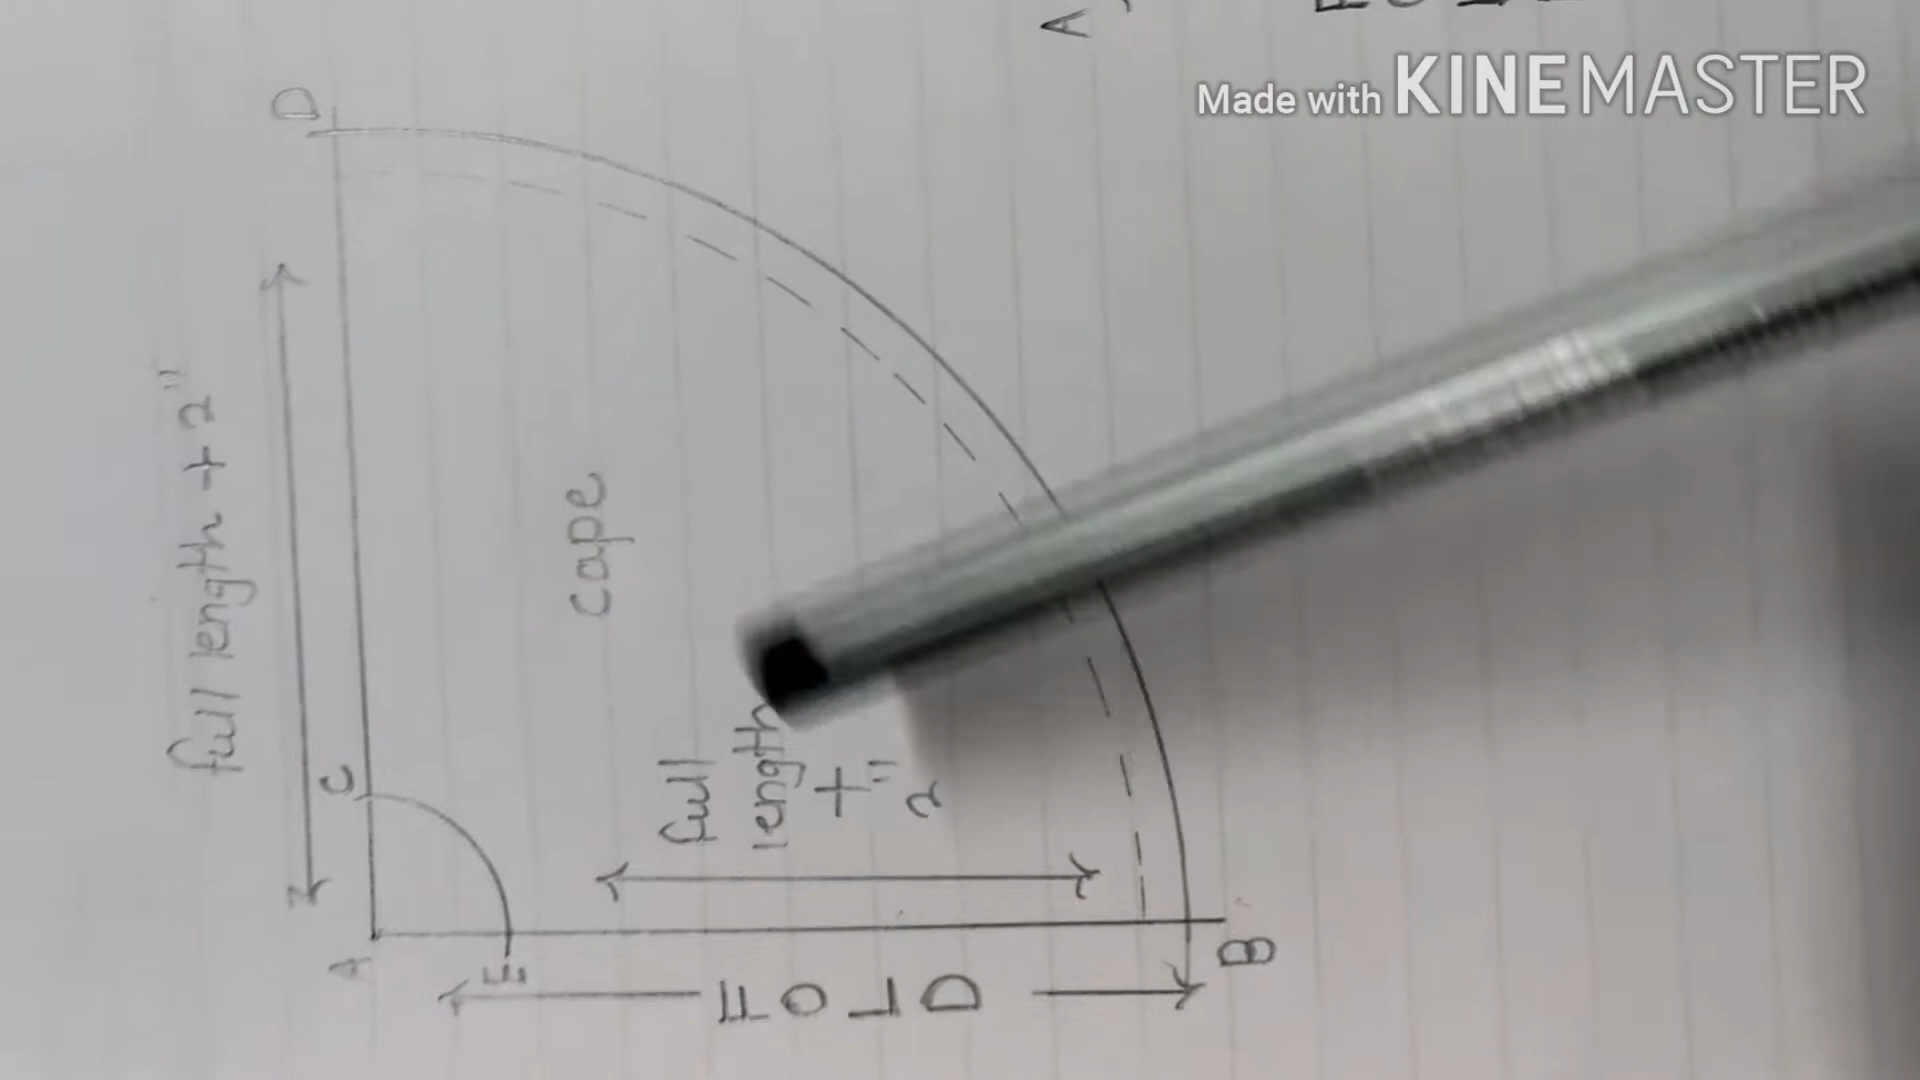 Made with KINEMASTER
A
D
full length + 2"
C
cape
full
length
+
2"
A
E
B
FOLD